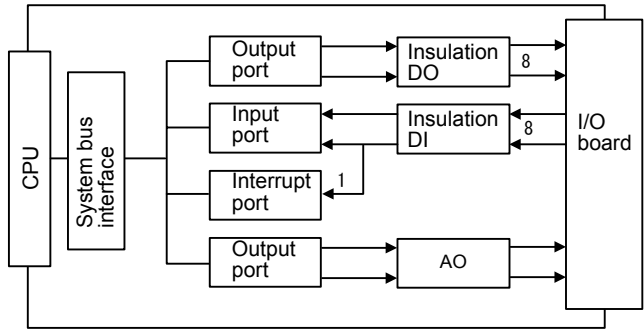 CPU
System bus
interface
Output
port
Insulation
DO
8
Input
port
Insulation
DI
8
Interrupt
port
1
Output
port
AO
I/O
board